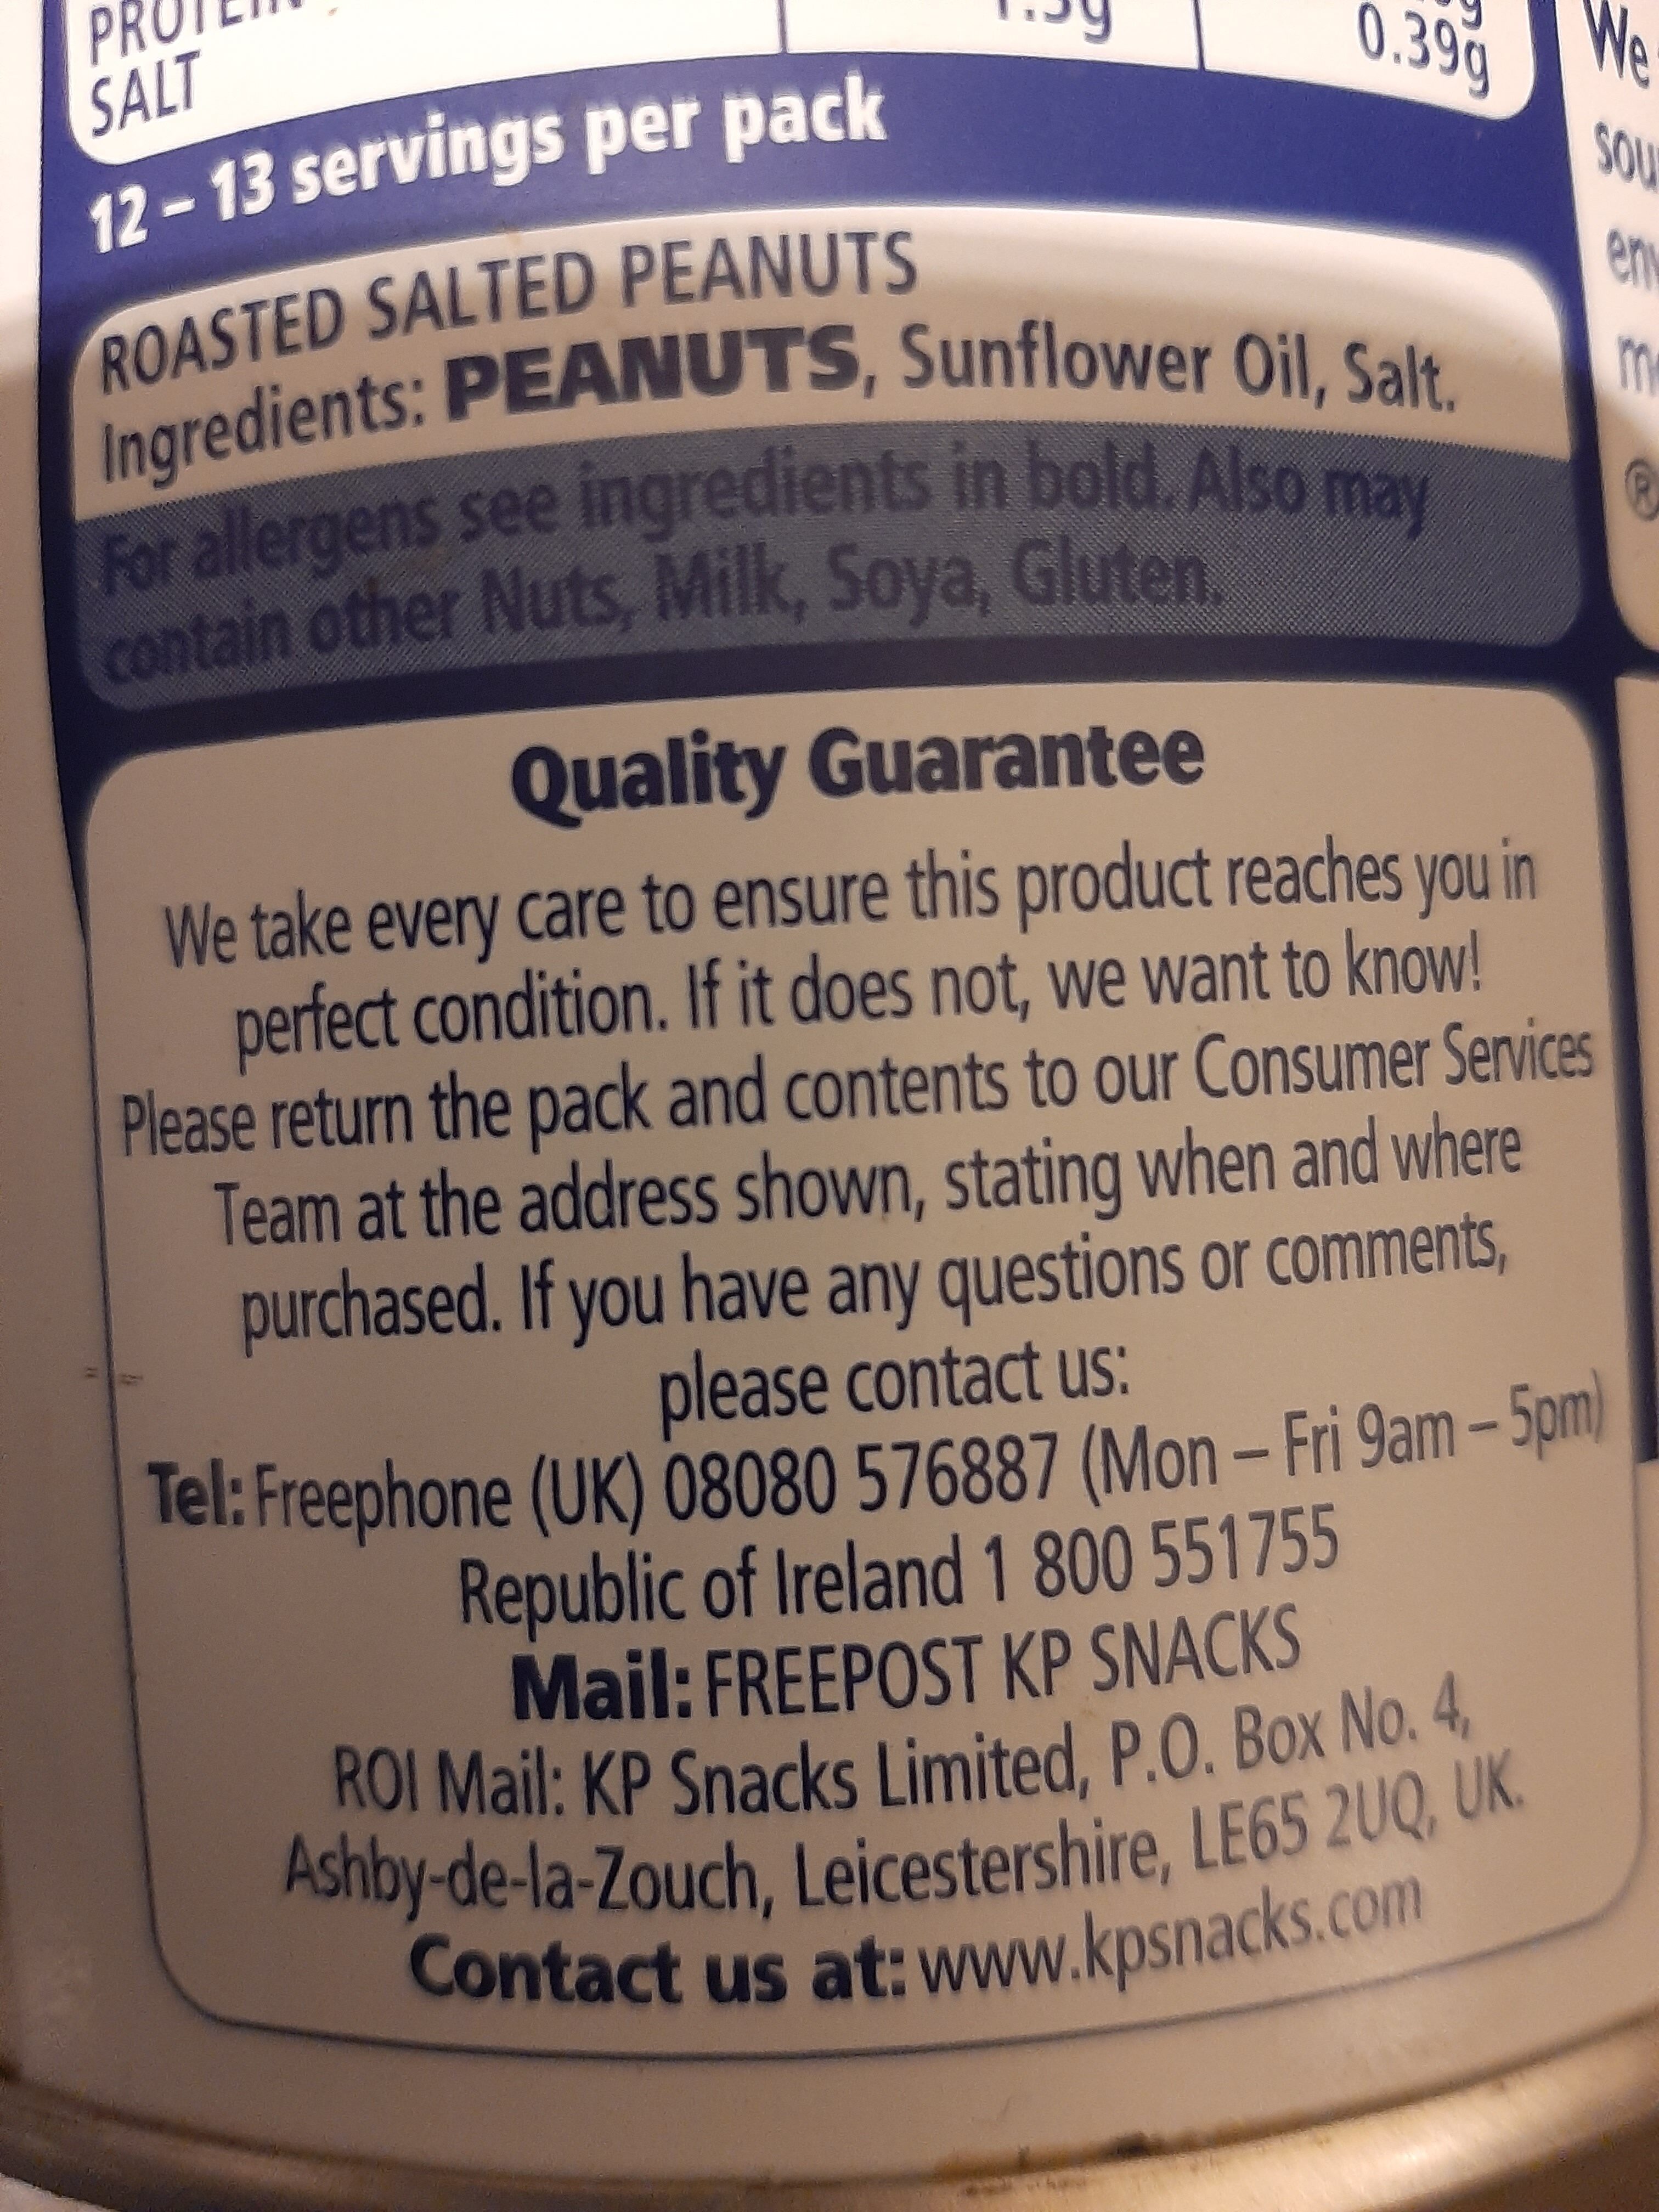 PROTEIN
SALT 1.3g 0.39g
12 – 13 servings per pack
ROASTED SALTED PEANUTS
Ingredients: PEANUTS, Sunflower Oil, Salt.
For allergens see ingredients in bold. Also may
contain other Nuts, Milk, Soya, Gluten.
Quality Guarantee
We take every care to ensure this product reaches you in
perfect condition. If it does not, we want to know!
Please return the pack and contents to our Consumer Services
Team at the address shown, stating when and where
purchased. If you have any questions or comments,
please contact us:
Tel: Freephone (UK) 08080 576887 (Mon – Fri 9am – 5pm)
Republic of Ireland 1 800 551755
Mail: FREEPOST KP SNACKS
ROI Mail: KP Snacks Limited, P.O. Box No. 4,
Ashby-de-la-Zouch, Leicestershire, LE65 2UQ, UK.
Contact us at: www.kpsnacks.com
We
®